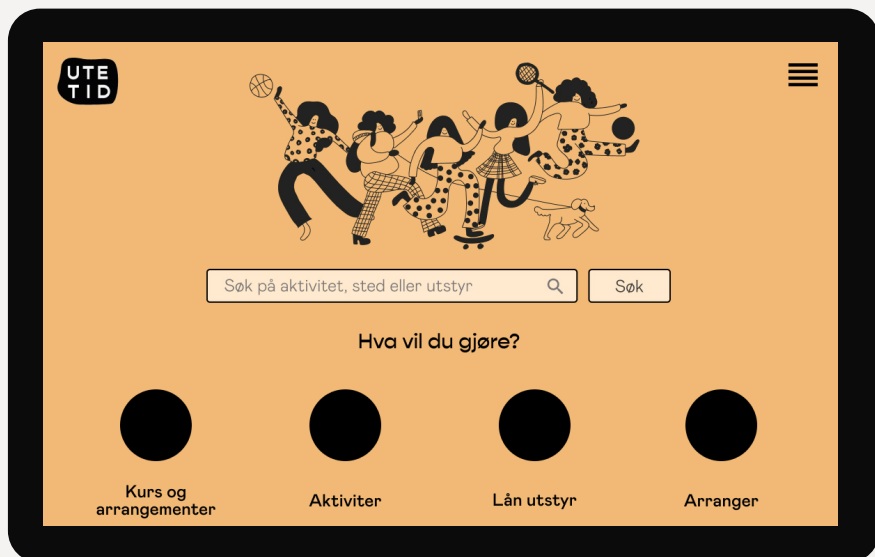 UTE
TID
Søk på aktivitet, sted eller utstyr
Søk
Hva vil du gjøre?
Kurs og
arrangementer
Aktiviter
Lån utstyr
Arranger